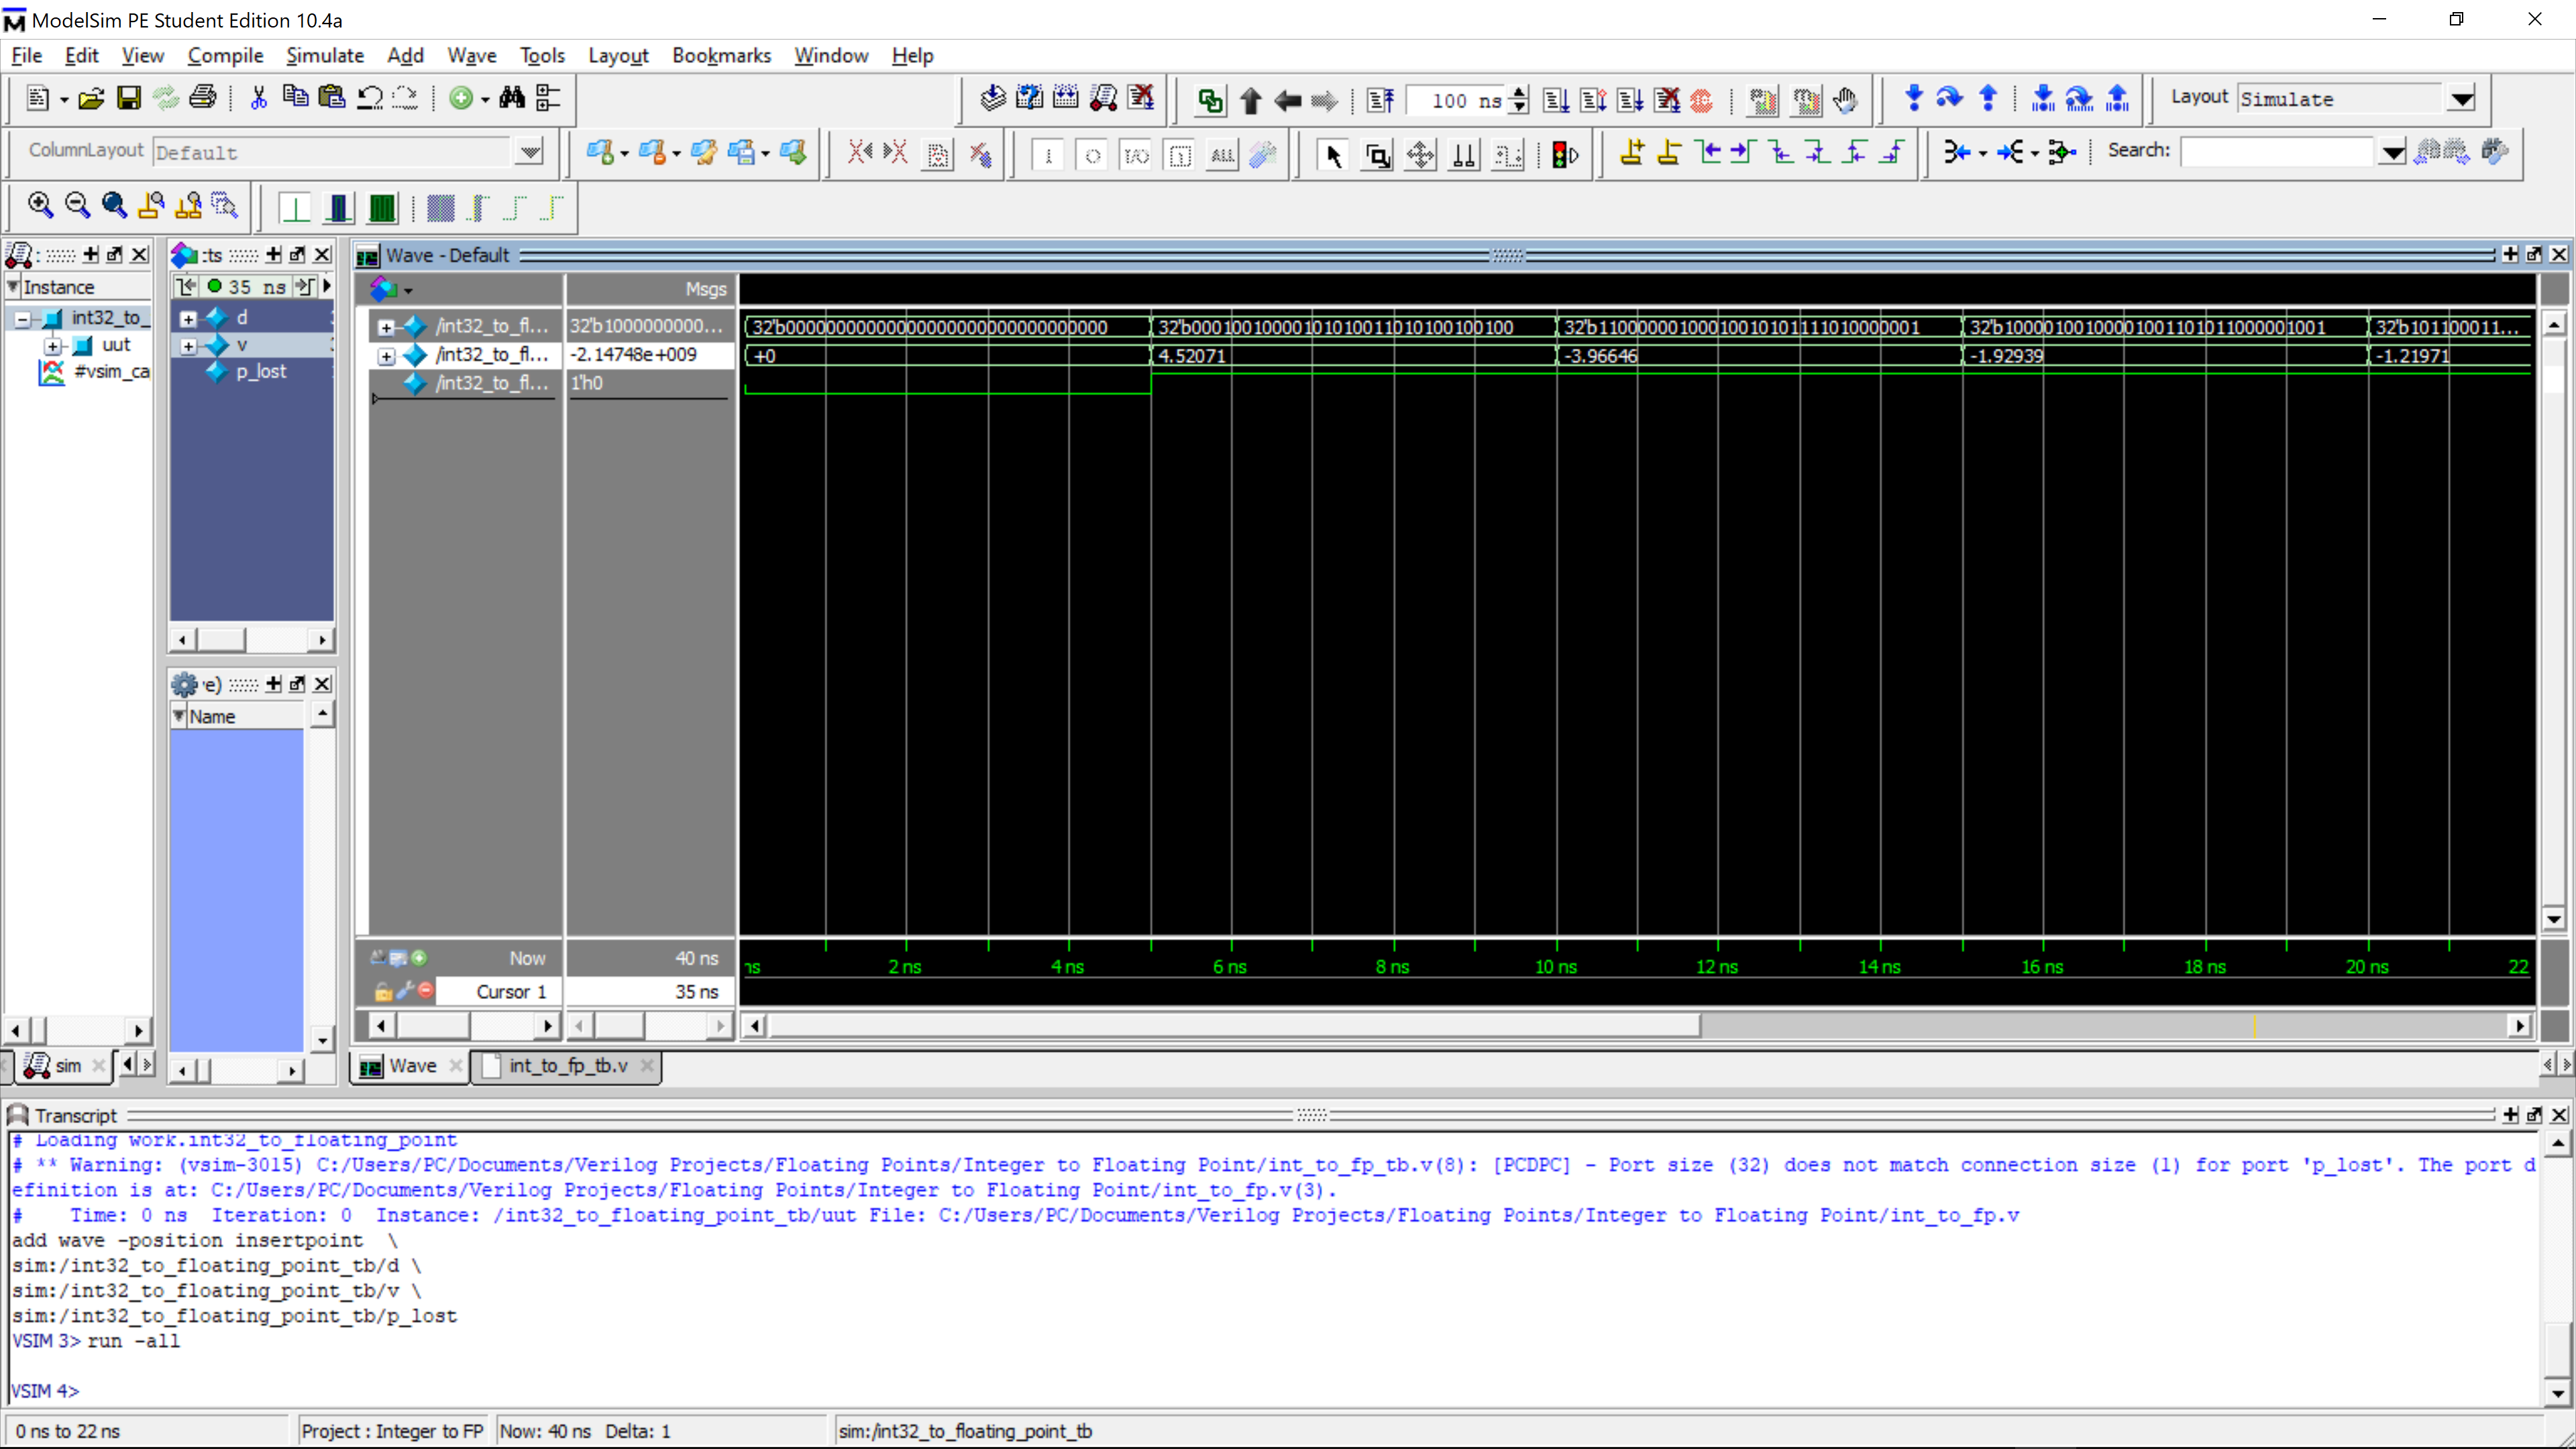 ModelSim PE Student Edition 10.4a
File Edit View Compile Simulate Add Wave Tools Layout Bookmarks Window Help
100 ns
Layout Simulate
ColumnLayout Default
ALL
Search:
:ts
Wave - Default
Instance
35 ns
Msgs
int32_to_
d
/int32_to_fl... 32'b1000000000... 32'b00000000000000000000000000000000 32'b00010010000101010011010100100100 32'b11000000100010010101111010000001 32'b10000100100001001101011000001001 32'b101100011...
uut
v
/int32_to_fl... -2.14748e+009 +0 4.52071 -3.96646 -1.92939 -1.21971
#vsim_ca
p_lost
/int32_to_fl... 1'h0
'e)
Name
Now 40 ns
ns 2 ns 4 ns 6 ns 8 ns 10 ns 12 ns 14 ns 16 ns 18 ns 20 ns 22
Cursor 1 35 ns
sim
Wave int_to_fp_tb.v
Transcript
# Loading work.int32_to_floating_point
# ** Warning: (vsim-3015) C:/Users/PC/Documents/Verilog Projects/Floating Points/Integer to Floating Point/int_to_fp_tb.v(8): [PCDPC] - Port size (32) does not match connection size (1) for port 'p_lost'. The port d
efinition is at: C:/Users/PC/Documents/Verilog Projects/Floating Points/Integer to Floating Point/int_to_fp.v(3).
#    Time: 0 ns  Iteration: 0  Instance: /int32_to_floating_point_tb/uut File: C:/Users/PC/Documents/Verilog Projects/Floating Points/Integer to Floating Point/int_to_fp.v
add wave -position insertpoint  \
sim:/int32_to_floating_point_tb/d \
sim:/int32_to_floating_point_tb/v \
sim:/int32_to_floating_point_tb/p_lost
VSIM 3> run -all
VSIM 4>
0 ns to 22 ns Project : Integer to FP Now: 40 ns Delta: 1 sim:/int32_to_floating_point_tb